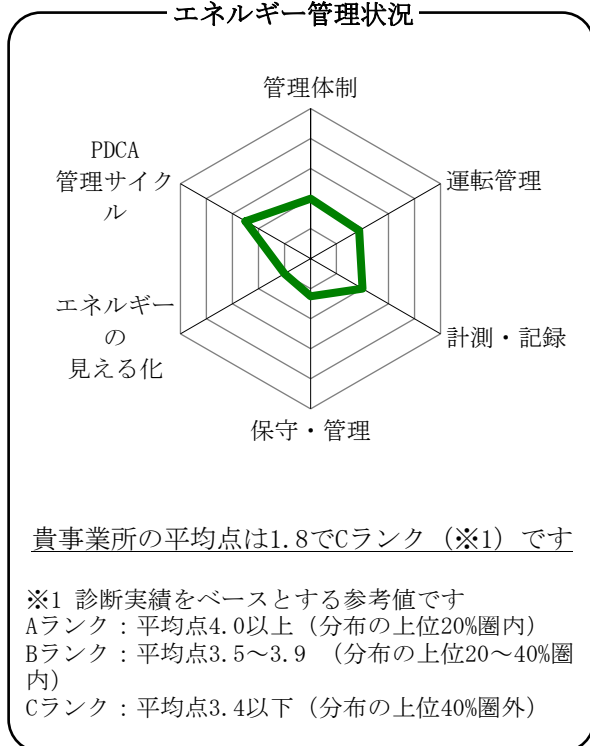 エネルギー管理状況
管理体制
PDCA
管理サイク
ル
運転管理
エネルギー
の
見える化
計測・記録
保守・管理
貴事業所の平均点は1.8でCランク（※1）です
※1 診断実績をベースとする参考値です
Aランク：平均点4.0以上（分布の上位20%圏内）
Bランク：平均点3.5～3.9　（分布の上位20～40%圏
内）
Cランク：平均点3.4以下（分布の上位40%圏外）